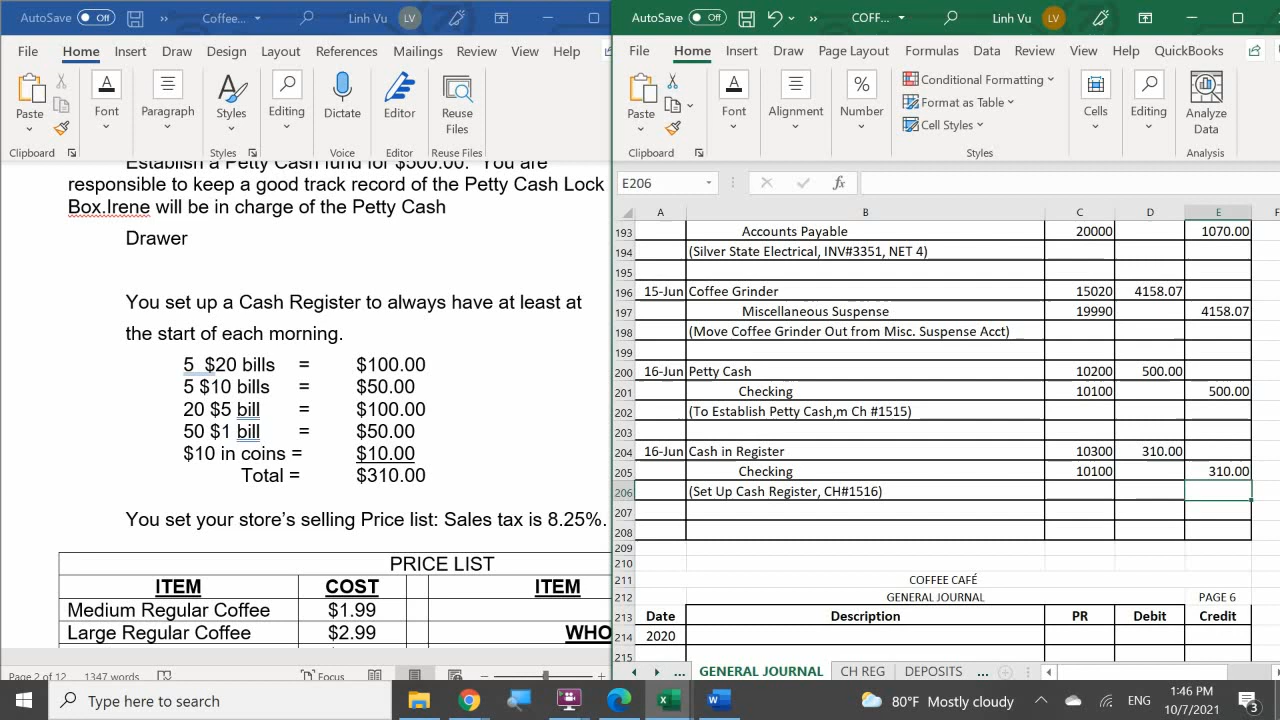 AutoSave Off » Coffee... Linh Vu LV
File Home Insert Draw Design Layout References Mailings Review View Help
Paste Font Paragraph Styles Editing Dictate Editor Reuse Files
Clipboard Styles Voice Editor Reuse Files
Establish a Petty Cash fund for $500.00. You are
responsible to keep a good track record of the Petty Cash Lock
Box.Irene will be in charge of the Petty Cash
Drawer
You set up a Cash Register to always have at least at
the start of each morning.
5 $20 bills = $100.00
5 $10 bills = $50.00
20 $5 bill = $100.00
50 $1 bill = $50.00
$10 in coins = $10.00
Total = $310.00
You set your store's selling Price list: Sales tax is 8.25%.
PRICE LIST
ITEM COST ITEM
Medium Regular Coffee $1.99
Large Regular Coffee $2.99 WHO
Page 2 of 12 1347 words Focus
AutoSave Off » COFF... Linh Vu LV
File Home Insert Draw Page Layout Formulas Data Review View Help QuickBooks
Paste Font Alignment Number % Conditional Formatting Format as Table Cell Styles Cells Editing Analyze Data
Clipboard Styles Analysis
E206 fx
A B C D E F
193 Accounts Payable 20000 1070.00
194 (Silver State Electrical, INV#3351, NET 4)
195
196 15-Jun Coffee Grinder 15020 4158.07
197 Miscellaneous Suspense 19990 4158.07
198 (Move Coffee Grinder Out from Misc. Suspense Acct)
199
200 16-Jun Petty Cash 10200 500.00
201 Checking 10100 500.00
202 (To Establish Petty Cash,m Ch #1515)
203
204 16-Jun Cash in Register 10300 310.00
205 Checking 10100 310.00
206 (Set Up Cash Register, CH#1516)
207
208
209
210
211 COFFEE CAFÉ
212 GENERAL JOURNAL PAGE 6
213 Date Description PR Debit Credit
214 2020
215
... GENERAL JOURNAL CH REG DEPOSITS ...
Type here to search 80°F Mostly cloudy ENG 1:46 PM
10/7/2021 3